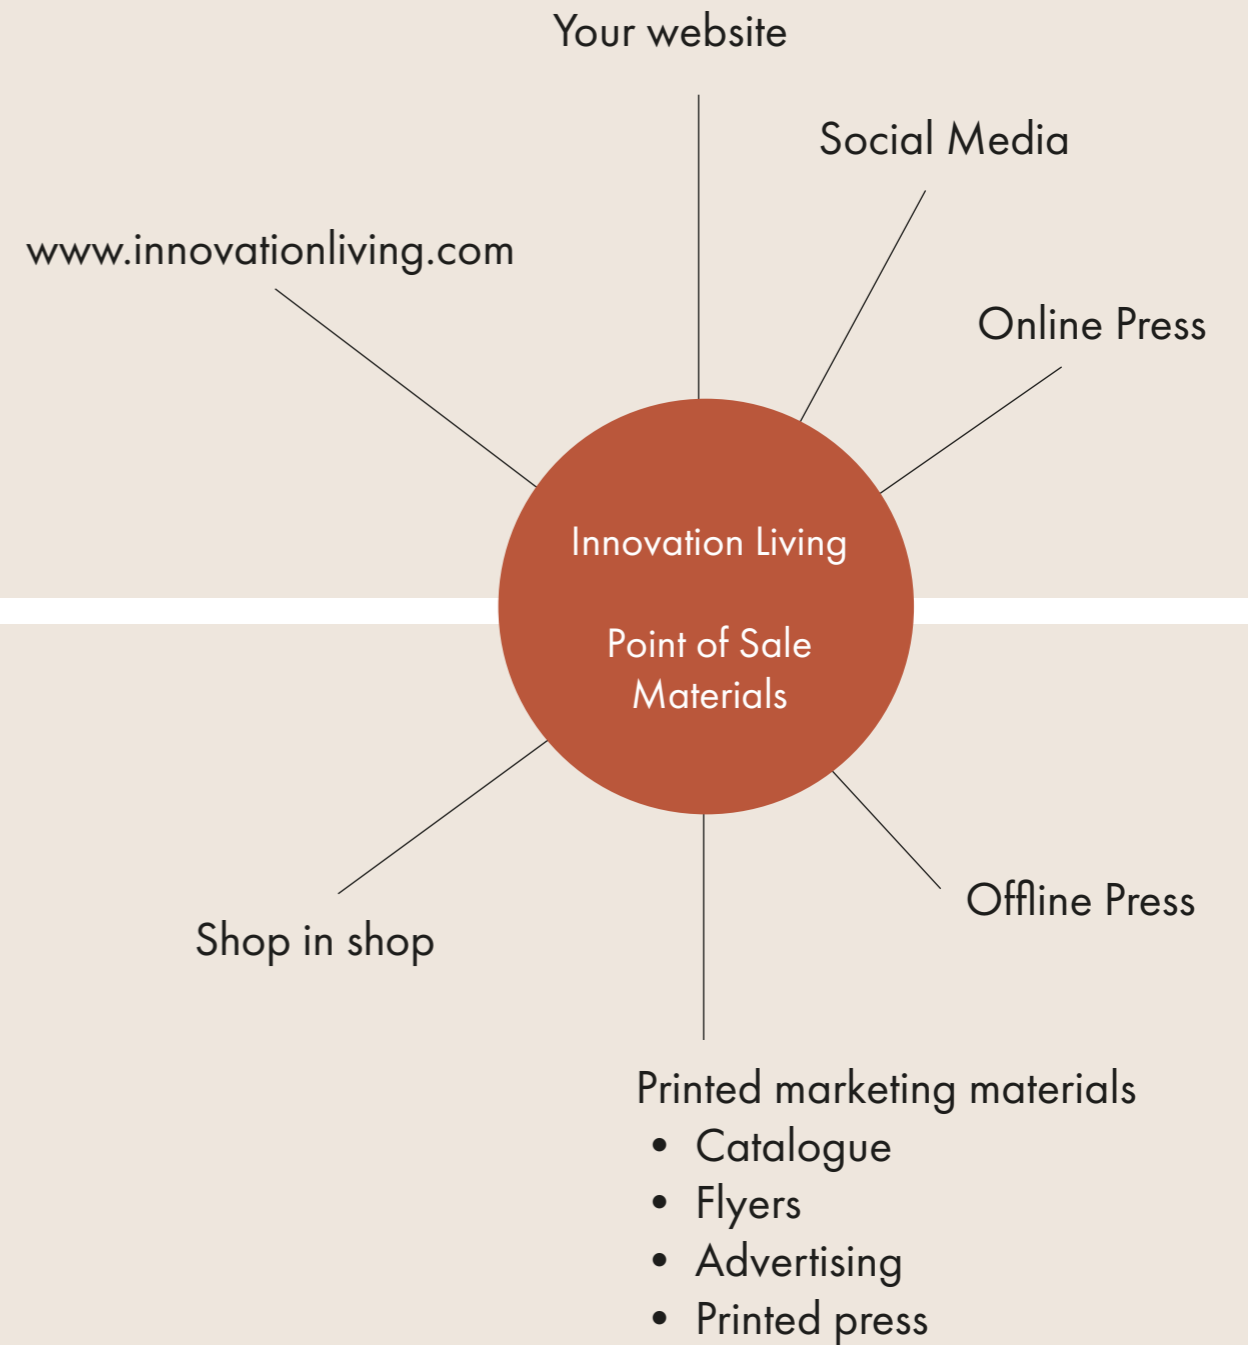 Your website
Social Media
www.innovationliving.com
Online Press
Innovation Living
Point of Sale
Materials
Offline Press
Shop in shop
Printed marketing materials
• Catalogue
• Flyers
• Advertising
• Printed press